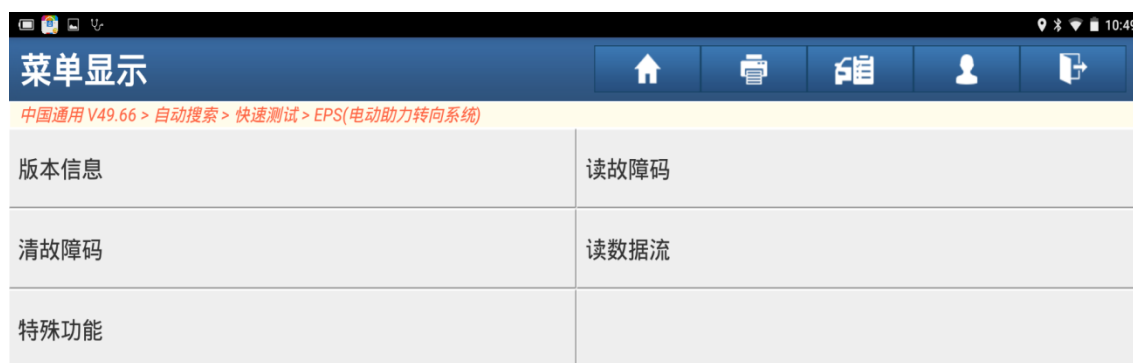 10:49
菜单显示
中国通用 V49.66 > 自动搜索 > 快速测试 > EPS(电动助力转向系统)
版本信息
读故障码
清故障码
读数据流
特殊功能